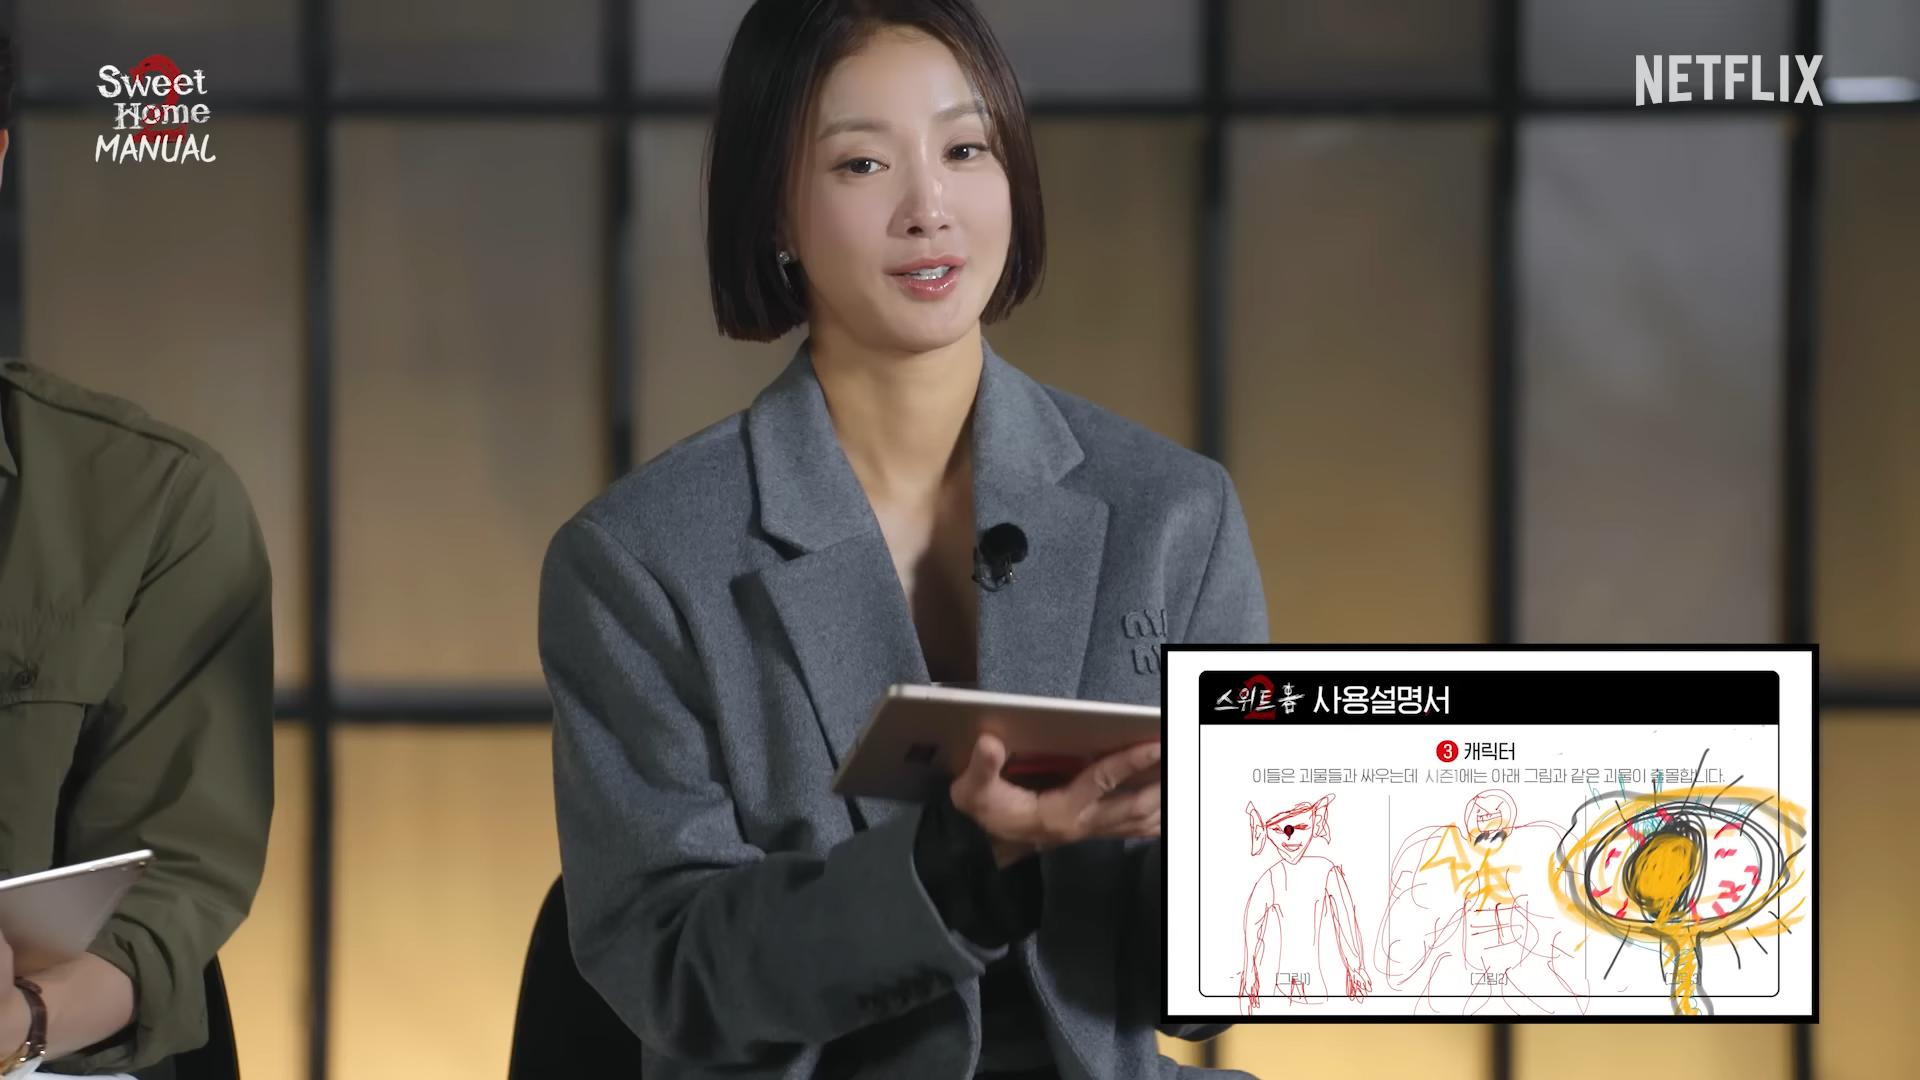 Sweet
Home
2
MANUAL
NETFLIX
스위트홈 2 사용설명서
3 캐릭터
이들은 괴물들과 싸우는데 시즌1에는 아래 그림과 같은 괴물이 출몰합니다.
[그림1]
[그림2]